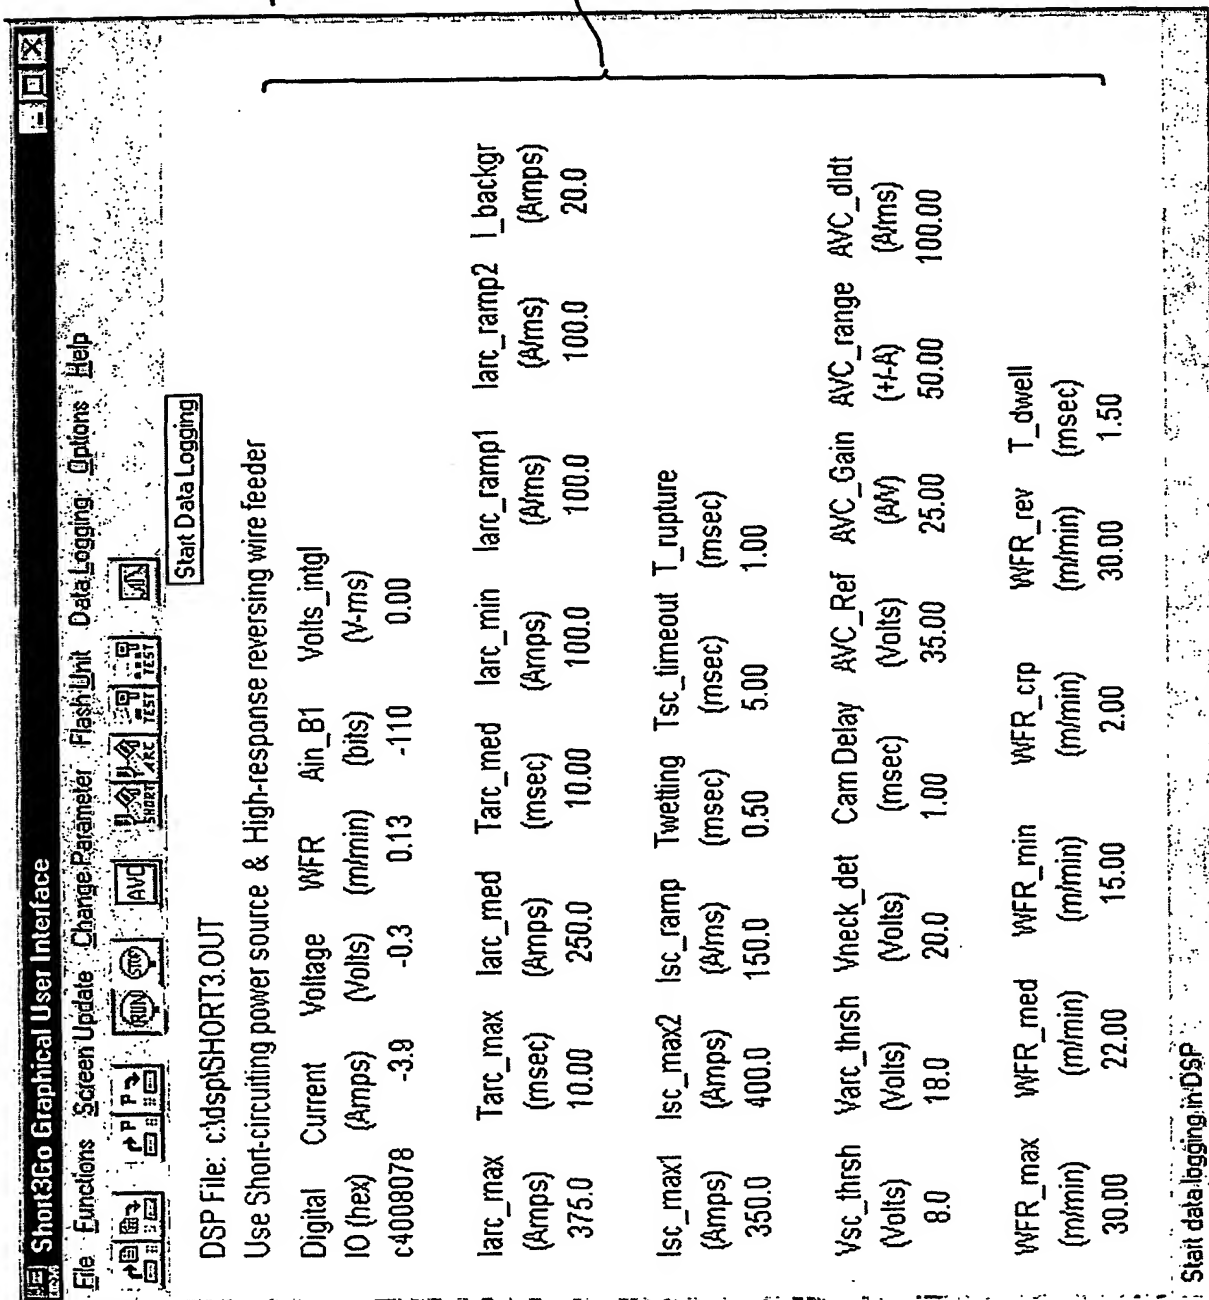 Short3Go Graphical User Interface
File Functions Screen Update Change Parameter Flash Unit Data Logging Options Help
RUN STOP AVC SHORT ARC TEST TEST
Start Data Logging
DSP File: c:\dsp\SHORT3.OUT
Use Short-circuiting power source & High-response reversing wire feeder
Digital Current Voltage WFR Ain_B1 Volts_intgl
IO (hex) (Amps) (Volts) (m/min) (bits) (V-ms)
c4008078 -3.9 -0.3 0.13 -110 0.00
Iarc_max Tarc_max Iarc_med Tarc_med Iarc_min Iarc_ramp1 Iarc_ramp2 I_backgr
(Amps) (msec) (Amps) (msec) (Amps) (A/ms) (A/ms) (Amps)
375.0 10.00 250.0 10.00 100.0 100.0 100.0 20.0
Isc_max1 Isc_max2 Isc_ramp Twetting Tsc_timeout T_rupture
(Amps) (Amps) (A/ms) (msec) (msec) (msec)
350.0 400.0 150.0 0.50 5.00 1.00
Vsc_thrsh Varc_thrsh Vneck_det Cam Delay AVC_Ref AVC_Gain AVC_range AVC_dIdt
(Volts) (Volts) (Volts) (msec) (Volts) (A/V) (+/-A) (A/ms)
8.0 18.0 20.0 1.00 35.00 25.00 50.00 100.00
WFR_max WFR_med WFR_min WFR_crp WFR_rev T_dwell
(m/min) (m/min) (m/min) (m/min) (m/min) (msec)
30.00 22.00 15.00 2.00 30.00 1.50
Start data logging in DSP